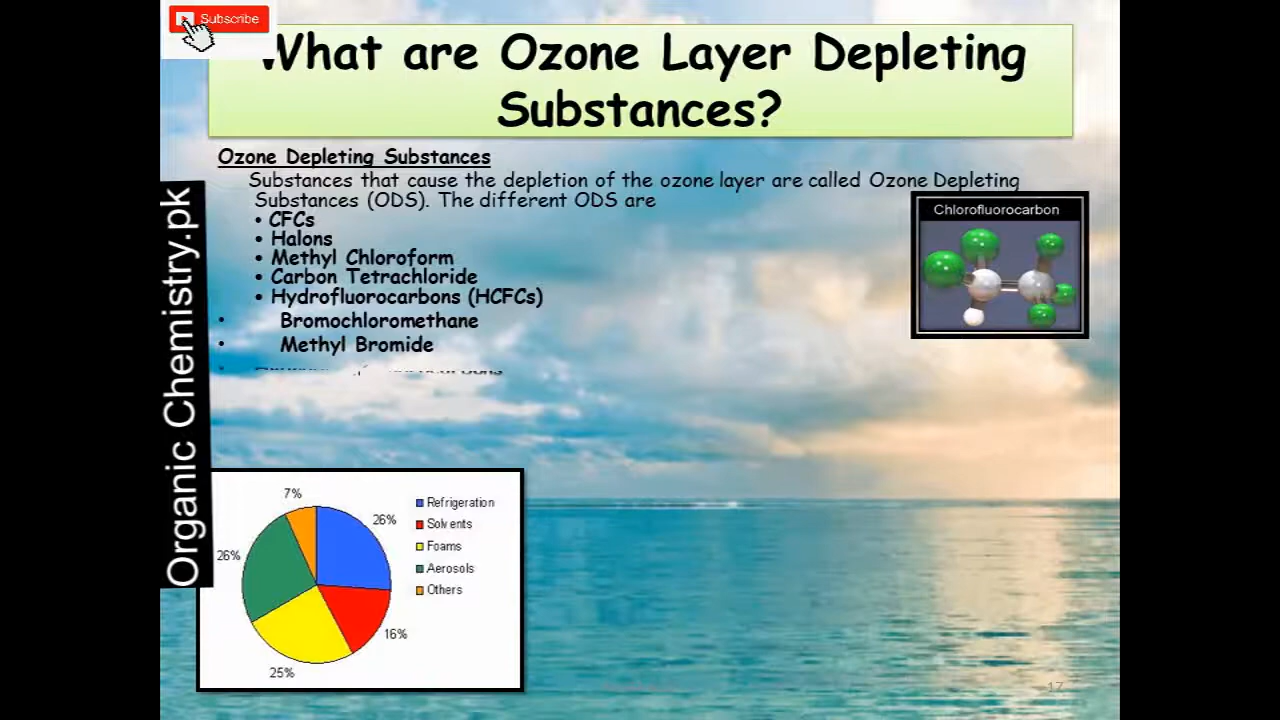 Subscribe
What are Ozone Layer Depleting
Substances?
Ozone Depleting Substances
Substances that cause the depletion of the ozone layer are called Ozone Depleting
Substances (ODS). The different ODS are
• CFCs
• Halons
• Methyl Chloroform
• Carbon Tetrachloride
• Hydrofluorocarbons (HCFCs)
• Bromochloromethane
• Methyl Bromide
Chlorofluorocarbon
Organic Chemistry.pk
7%
26%
26%
16%
25%
Refrigeration
Solvents
Foams
Aerosols
Others
17